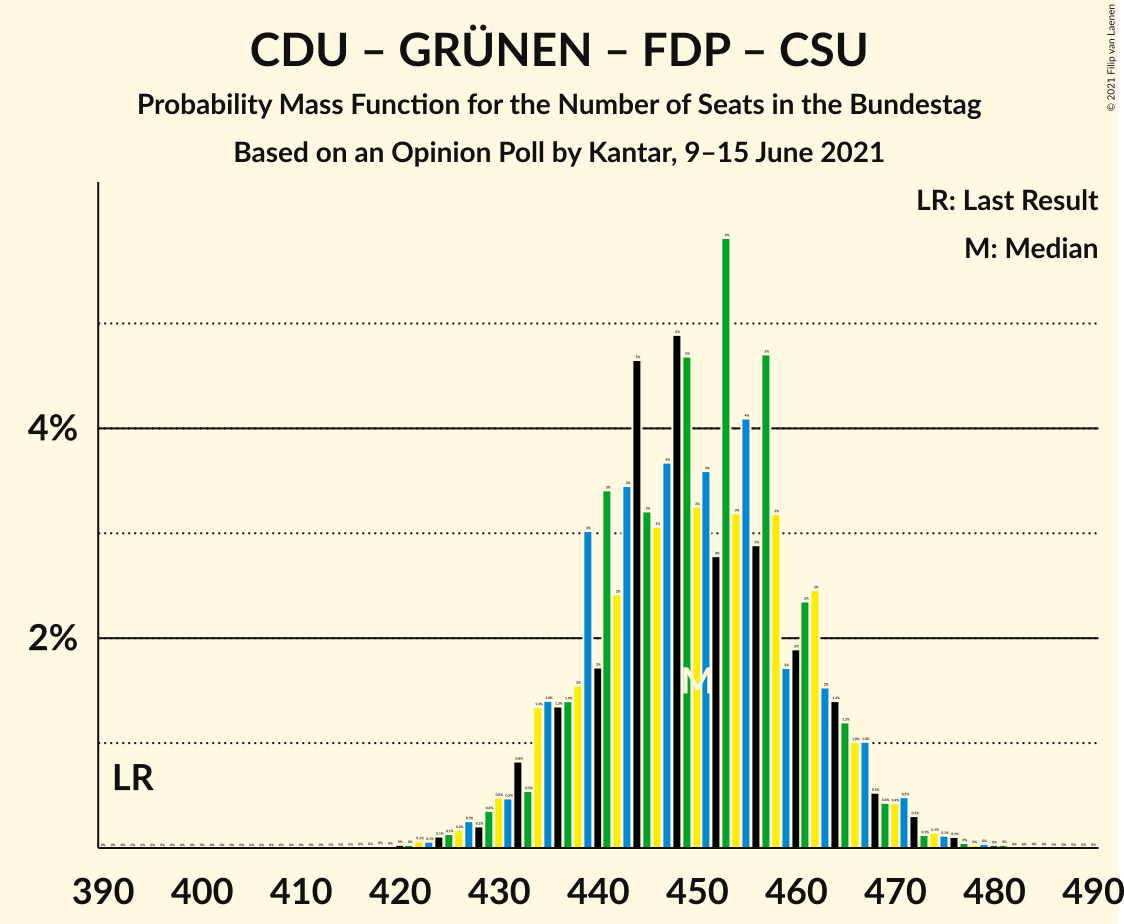 CDU – GRÜNEN – FDP – CSU
Probability Mass Function for the Number of Seats in the Bundestag
Based on an Opinion Poll by Kantar, 9–15 June 2021
© 2021 Filip van Laenen
LR: Last Result
M: Median
4%
2%
LR
M
390 400 410 420 430 440 450 460 470 480 490